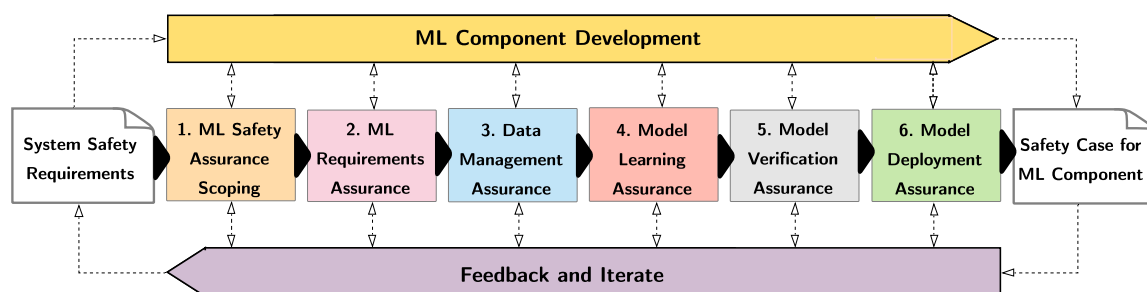 ML Component Development
System Safety
Requirements
1. ML Safety
Assurance
Scoping
2. ML
Requirements
Assurance
3. Data
Management
Assurance
4. Model
Learning
Assurance
5. Model
Verification
Assurance
6. Model
Deployment
Assurance
Safety Case for
ML Component
Feedback and Iterate